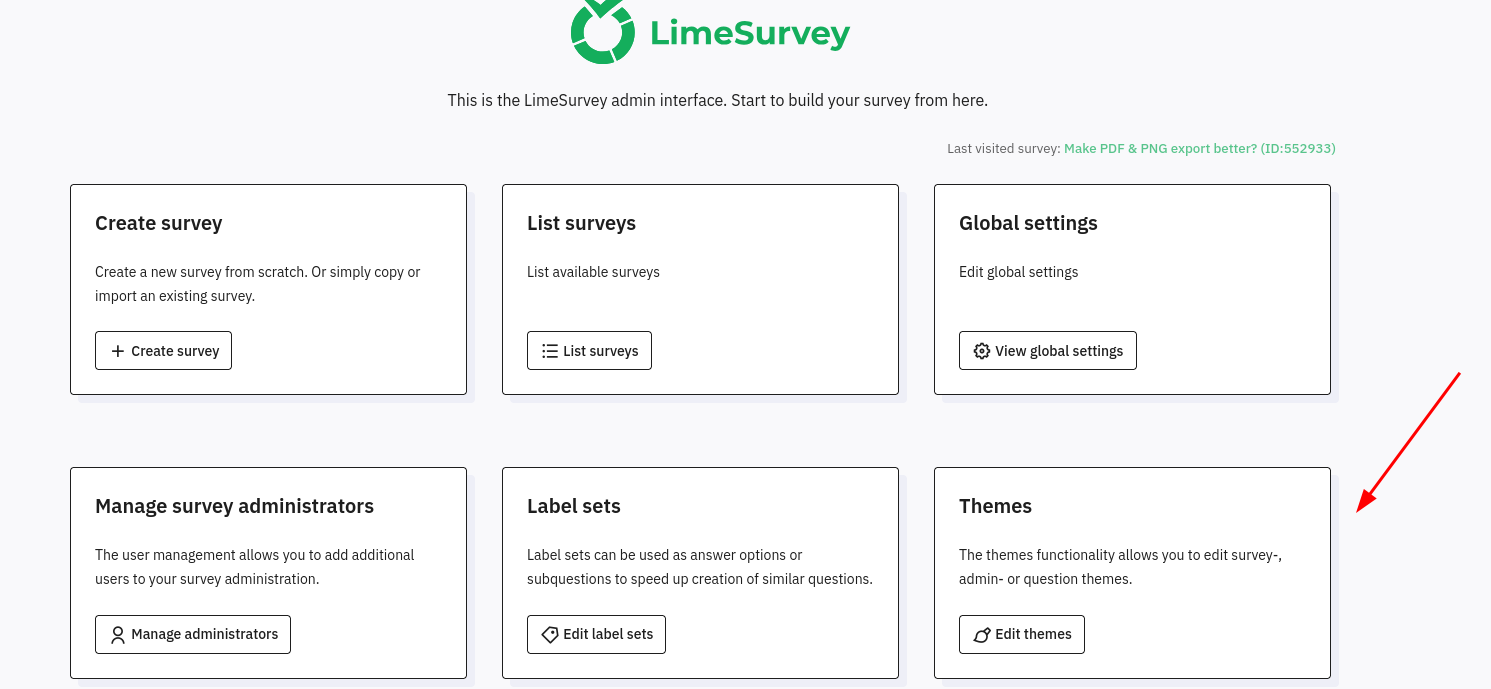 LimeSurvey
This is the LimeSurvey admin interface. Start to build your survey from here.
Last visited survey: Make PDF & PNG export better? (ID:552933)
Create survey
Create a new survey from scratch. Or simply copy or
import an existing survey.
Create survey
List surveys
List available surveys
List surveys
Global settings
Edit global settings
View global settings
Manage survey administrators
The user management allows you to add additional
users to your survey administration.
Manage administrators
Label sets
Label sets can be used as answer options or
subquestions to speed up creation of similar questions.
Edit label sets
Themes
The themes functionality allows you to edit survey-,
admin- or question themes.
Edit themes